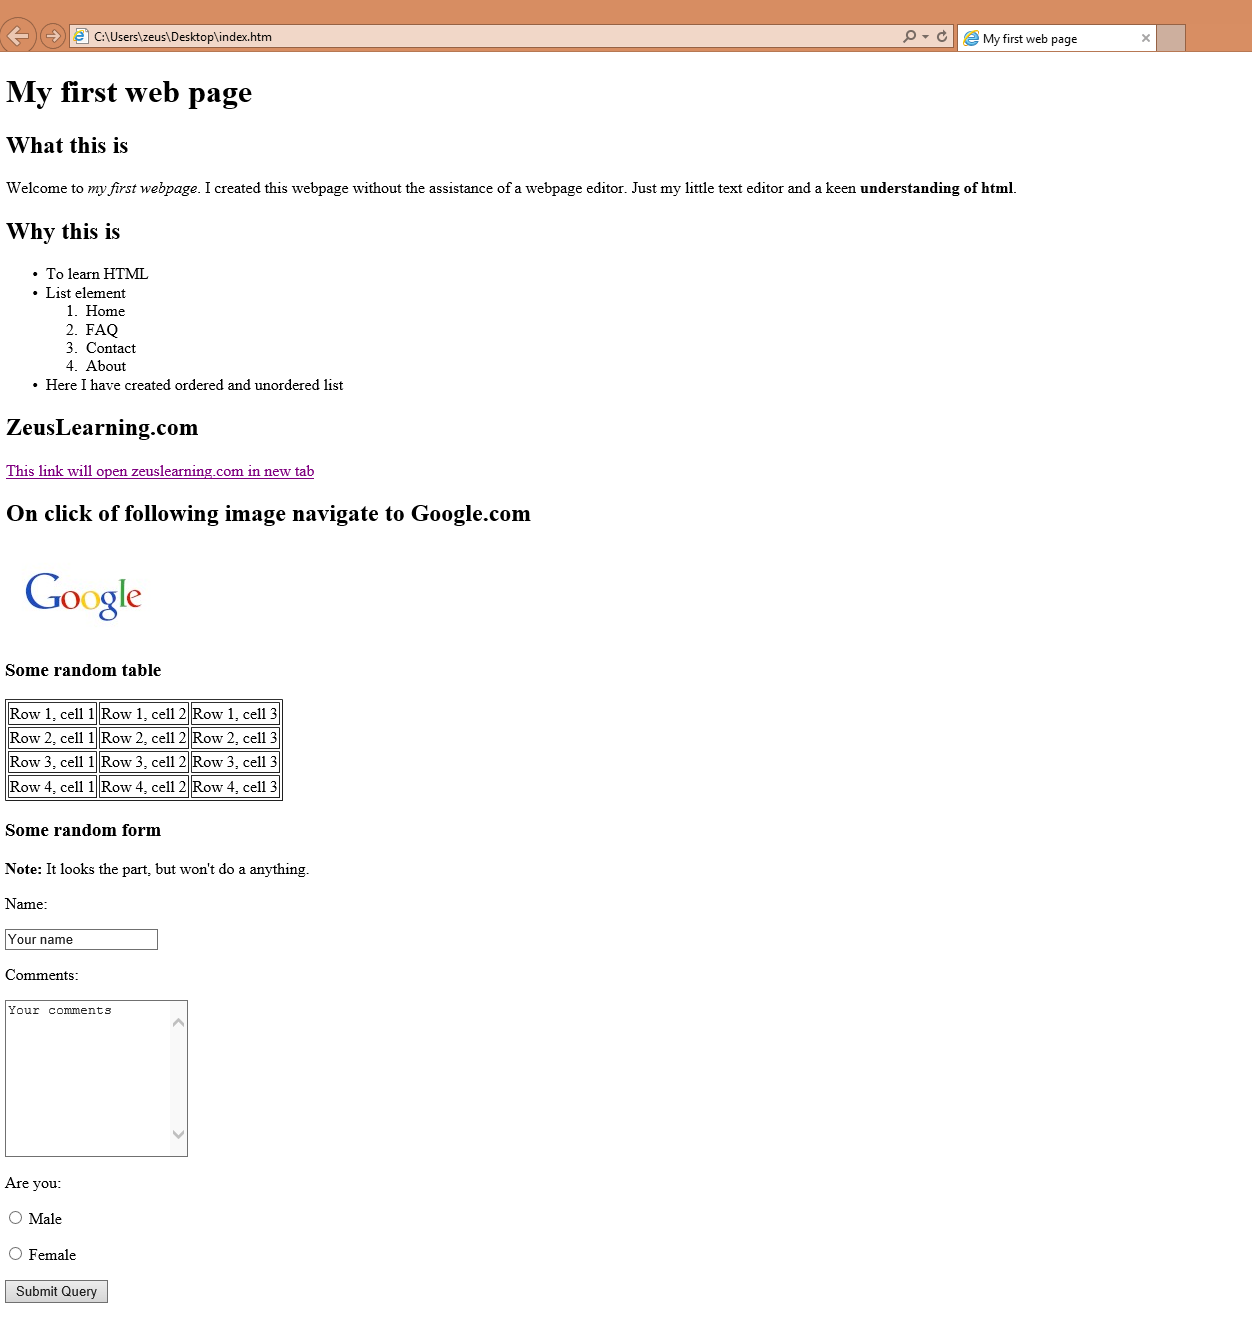 C:\Users\zeus\Desktop\index.htm
My first web page
My first web page
What this is
Welcome to my first webpage. I created this webpage without the assistance of a webpage editor. Just my little text editor and a keen understanding of html.
Why this is
• To learn HTML
• List element
1. Home
2. FAQ
3. Contact
4. About
• Here I have created ordered and unordered list
ZeusLearning.com
This link will open zeuslearning.com in new tab
On click of following image navigate to Google.com
Google
Some random table
Row 1, cell 1 Row 1, cell 2 Row 1, cell 3
Row 2, cell 1 Row 2, cell 2 Row 2, cell 3
Row 3, cell 1 Row 3, cell 2 Row 3, cell 3
Row 4, cell 1 Row 4, cell 2 Row 4, cell 3
Some random form
Note: It looks the part, but won't do a anything.
Name:
Your name
Comments:
Your comments
Are you:
Male
Female
Submit Query